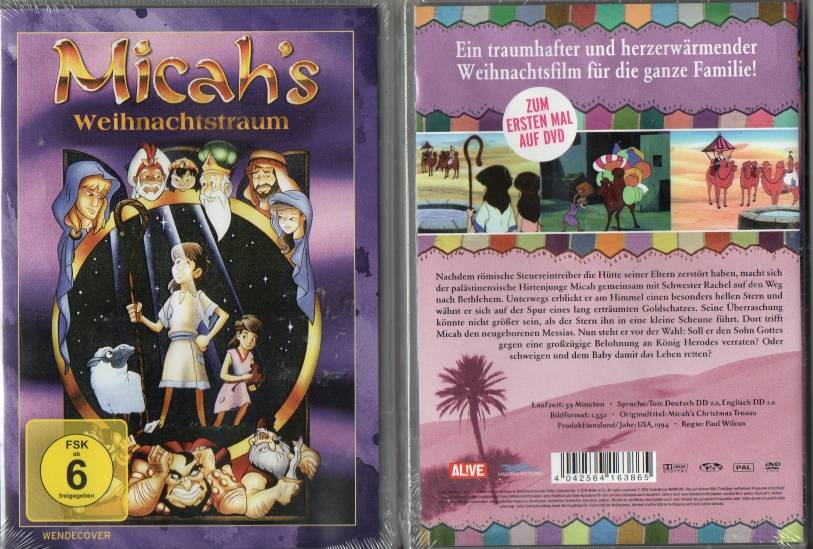 Micah's
Weihnachtstraum
FSK
ab
6
freigegeben
WENDECOVER
Ein traumhafter und herzerwärmender
Weihnachtsfilm für die ganze Familie!
ZUM
ERSTEN MAL
AUF DVD
Nachdem römische Steuereintreiber die Hütte seiner Eltern zerstört haben, macht sich
der palästinensische Hirtenjunge Micah gemeinsam mit Schwester Rachel auf den Weg
nach Bethlehem. Unterwegs erblickt er am Himmel einen besonders hellen Stern und
wähnt er sich auf der Spur eines lang erträumten Goldschatzes. Seine Überraschung
könnte nicht größer sein, als der Stern ihn in eine kleine Scheune führt. Dort trifft
Micah den neugeborenen Messias. Nun steht er vor der Wahl: Soll er den Sohn Gottes
gegen eine großzügige Belohnung an König Herodes verraten? Oder
schweigen und dem Baby damit das Leben retten?
Laufzeit: 59 Minuten · Sprache/Ton: Deutsch DD 2.0, Englisch DD 2.0
Bildformat: 1.33:1 · Originaltitel: Micah's Christmas Treasu
Produktionsland/Jahr: USA, 1994 · Regie: Paul Wilcos
AL!VE
PAL
DVD
4 042564 163865